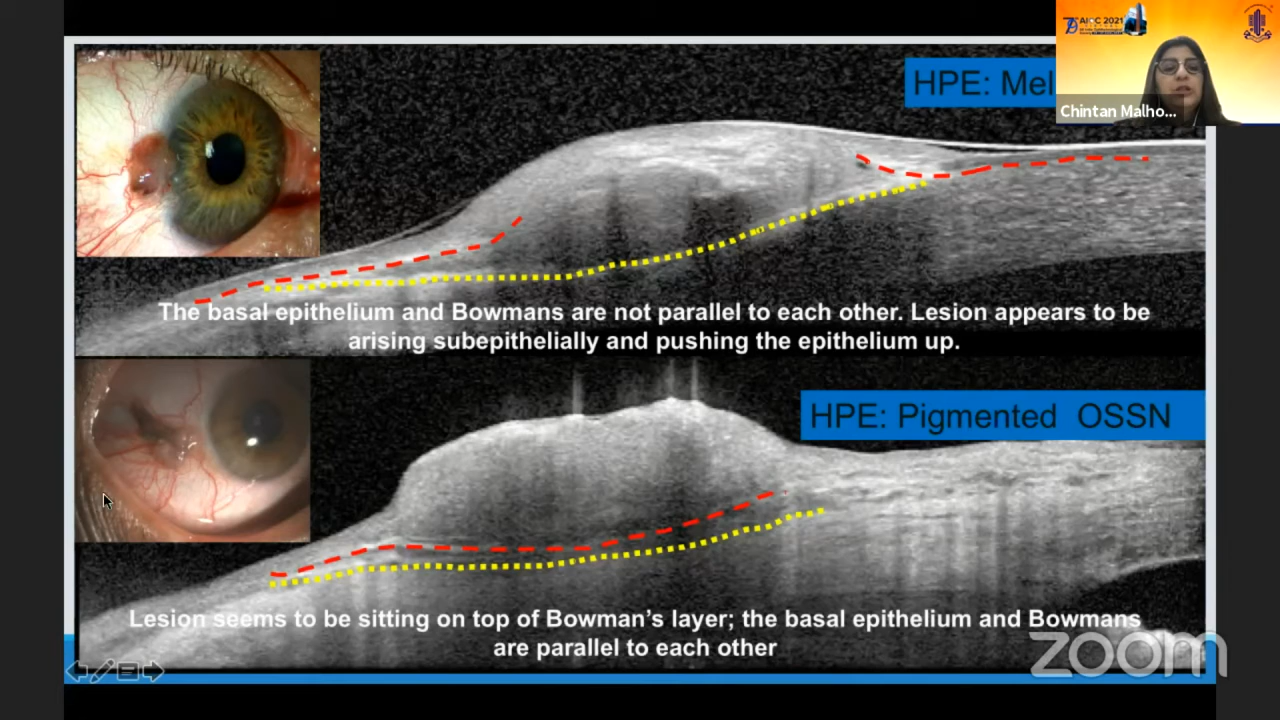 AIOC 2021
HPE: Mel
Chintan Malho...
The basal epithelium and Bowmans are not parallel to each other. Lesion appears to be
arising subepithelially and pushing the epithelium up.
HPE: Pigmented OSSN
Lesion seems to be sitting on top of Bowman’s layer; the basal epithelium and Bowmans
are parallel to each other
zoom